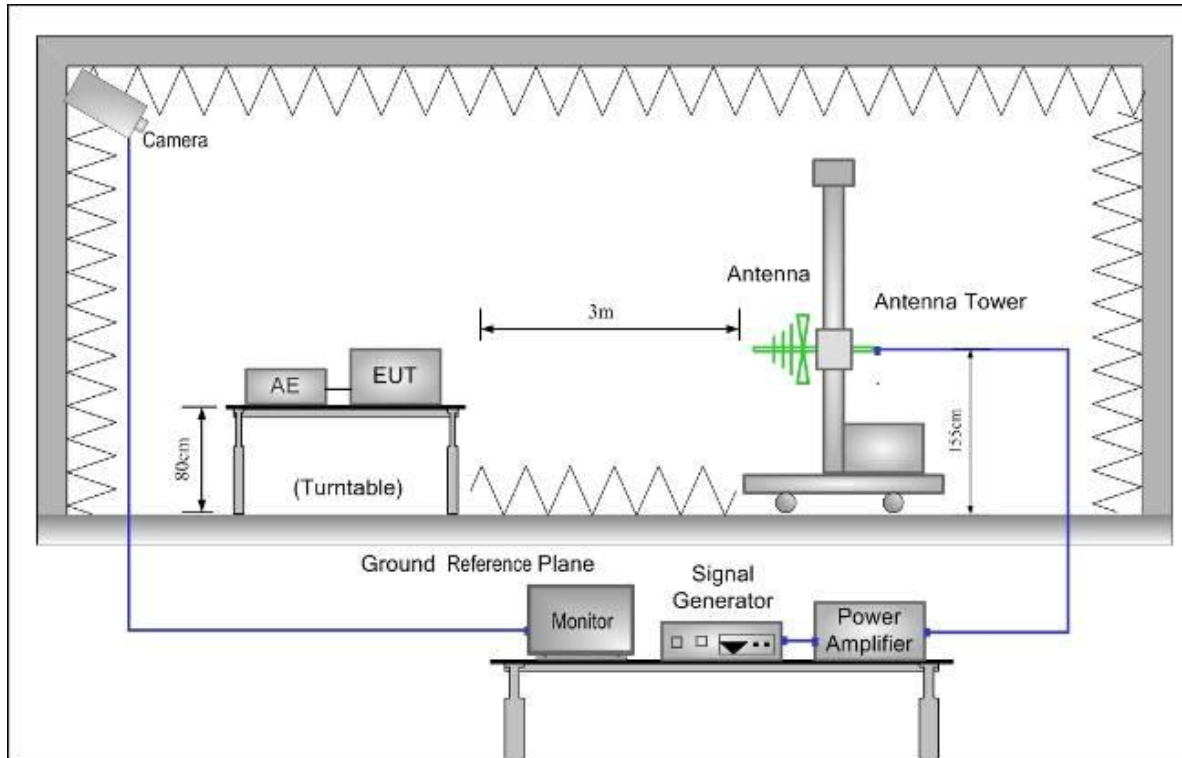 Camera
Antenna
3m
Antenna Tower
AE
EUT
80cm
155cm
(Turntable)
Ground Reference Plane
Signal
Generator
Monitor
Power
Amplifier